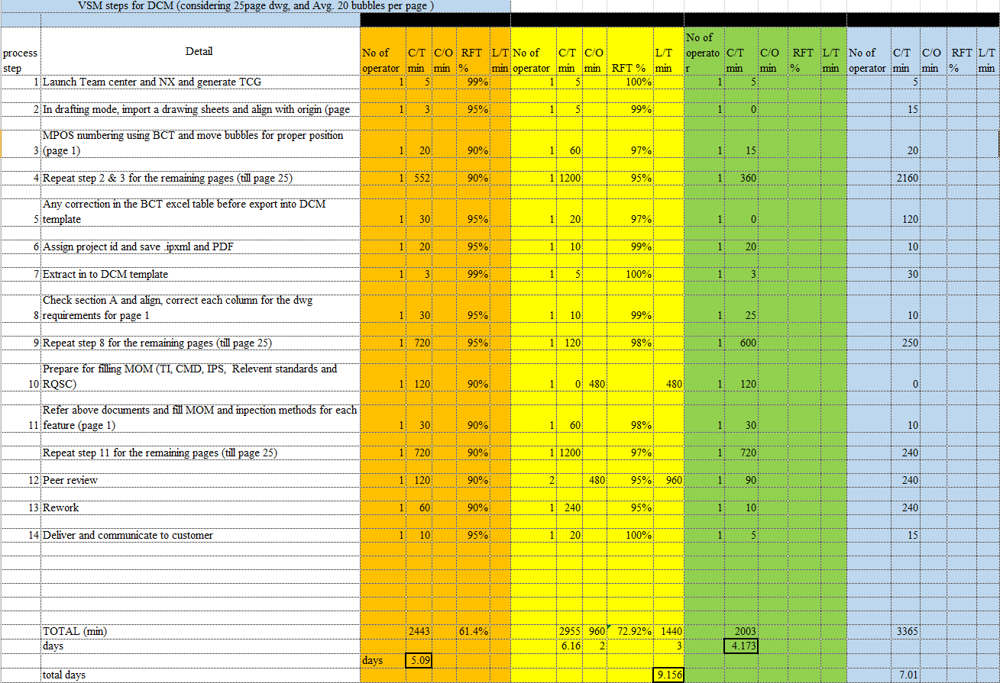 VSM steps for DCM (considering 25page dwg, and Avg. 20 bubbles per page )
process step Detail No of operator C/T min C/O min RFT % L/T min No of operator C/T min C/O min RFT % L/T min No of operato r C/T min C/O min RFT % L/T min No of operator C/T min C/O min RFT % L/T min
1 Launch Team center and NX and generate TCG 1 5 99% 1 5 100% 1 5 5
2 In drafting mode, import a drawing sheets and align with origin (page 1 3 95% 1 5 99% 1 0 15
MPOS numbering using BCT and move bubbles for proper position
3 (page 1) 1 20 90% 1 60 97% 1 15 20
4 Repeat step 2 & 3 for the remaining pages (till page 25) 1 552 90% 1 1200 95% 1 360 2160
Any correction in the BCT excel table before export into DCM
5 template 1 30 95% 1 20 97% 1 0 120
6 Assign project id and save .ipxml and PDF 1 20 95% 1 10 99% 1 20 10
7 Extract in to DCM template 1 3 99% 1 5 100% 1 3 30
Check section A and align, correct each column for the dwg
8 requirements for page 1 1 30 95% 1 10 99% 1 25 10
9 Repeat step 8 for the remaining pages (till page 25) 1 720 95% 1 120 98% 1 600 250
Prepare for filling MOM (TI, CMD, IPS, Relevent standards and
10 RQSC) 1 120 90% 1 0 480 480 1 120 0
Refer above documents and fill MOM and inpection methods for each
11 feature (page 1) 1 30 90% 1 60 98% 1 30 10
Repeat step 11 for the remaining pages (till page 25) 1 720 90% 1 1200 97% 1 720 240
12 Peer review 1 120 90% 2 480 95% 960 1 90 240
13 Rework 1 60 90% 1 240 95% 1 10 240
14 Deliver and communicate to customer 1 10 95% 1 20 100% 1 5 15
TOTAL (min) 2443 61.4% 2955 960 72.92% 1440 2003 3365
days 6.16 2 3 4.173
days 5.09
total days 9.156 7.01